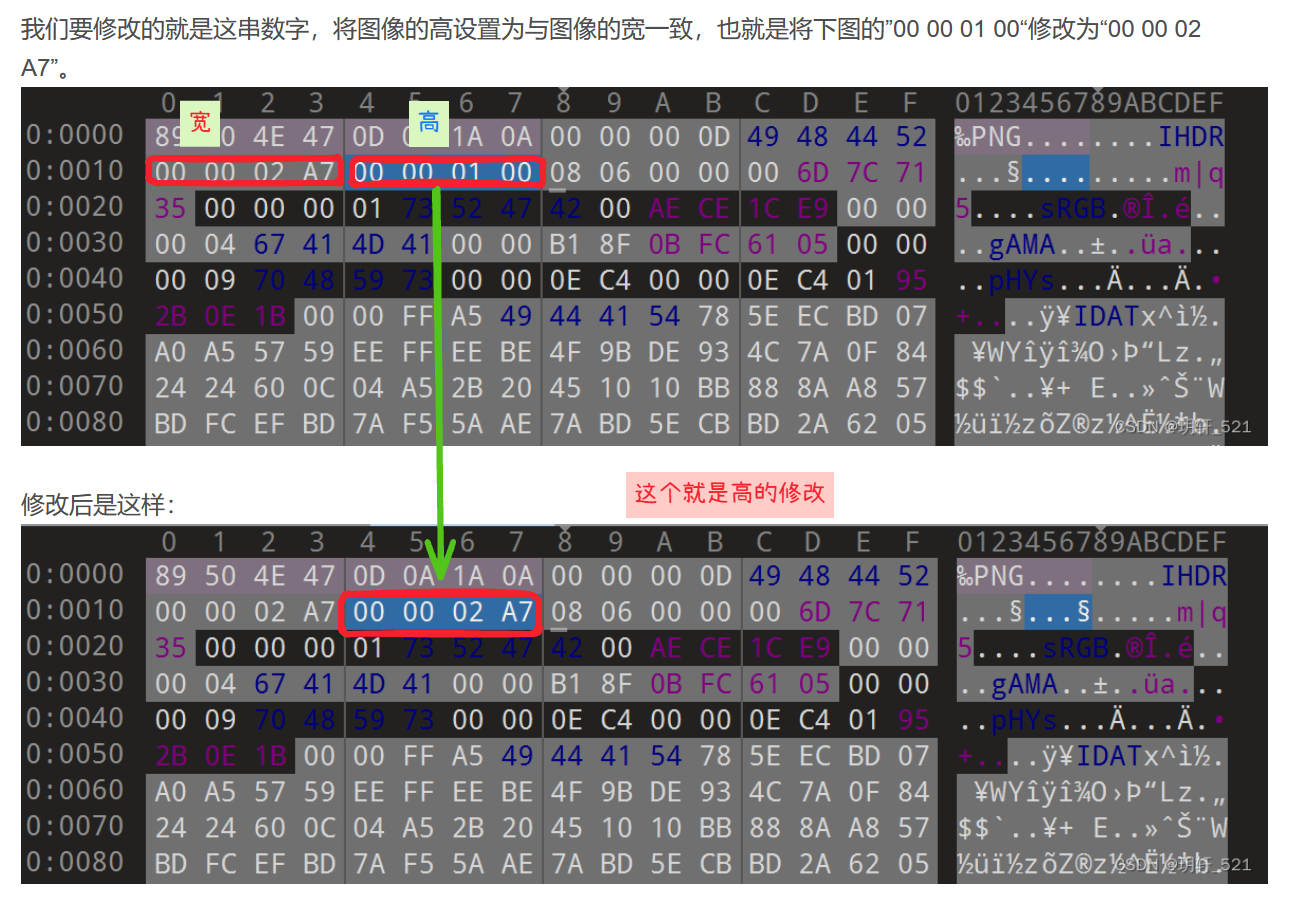 我们要修改的就是这串数字，将图像的高设置为与图像的宽一致，也就是将下图的”00 00 01 00“修改为“00 00 02
A7”。
0 1 2 3 4 5 6 7 8 9 A B C D E F 0123456789ABCDEF
宽 高
0:0000 89 50 4E 47 0D 0A 1A 0A 00 00 00 0D 49 48 44 52 ‰PNG........IHDR
0:0010 00 00 02 A7 00 00 01 00 08 06 00 00 00 6D 7C 71 ...§.........m|q
0:0020 35 00 00 00 01 73 52 47 42 00 AE CE 1C E9 00 00 5....sRGB.®Î.é..
0:0030 00 04 67 41 4D 41 00 00 B1 8F 0B FC 61 05 00 00 ..gAMA..±..üa...
0:0040 00 09 70 48 59 73 00 00 0E C4 00 00 0E C4 01 95 ..pHYs...Ä...Ä.•
0:0050 2B 0E 1B 00 00 FF A5 49 44 41 54 78 5E EC BD 07 +....ÿ¥IDATx^ì½.
0:0060 A0 A5 57 59 EE FF EE BE 4F 9B DE 93 4C 7A 0F 84 ¥WYîÿî¾O›Þ“Lz.„
0:0070 24 24 60 0C 04 A5 2B 20 45 10 10 BB 88 8A A8 57 $$`..¥+ E..»ˆŠ¨W
0:0080 BD FC EF BD 7A F5 5A AE 7A BD 5E CB BD 2A 62 05 ½üï½zõZ®z½^Ë½*b.
CSDN @玥轩_521
这个就是高的修改
修改后是这样：
0 1 2 3 4 5 6 7 8 9 A B C D E F 0123456789ABCDEF
0:0000 89 50 4E 47 0D 0A 1A 0A 00 00 00 0D 49 48 44 52 ‰PNG........IHDR
0:0010 00 00 02 A7 00 00 02 A7 08 06 00 00 00 6D 7C 71 ...§...§.....m|q
0:0020 35 00 00 00 01 73 52 47 42 00 AE CE 1C E9 00 00 5....sRGB.®Î.é..
0:0030 00 04 67 41 4D 41 00 00 B1 8F 0B FC 61 05 00 00 ..gAMA..±..üa...
0:0040 00 09 70 48 59 73 00 00 0E C4 00 00 0E C4 01 95 ..pHYs...Ä...Ä.•
0:0050 2B 0E 1B 00 00 FF A5 49 44 41 54 78 5E EC BD 07 +....ÿ¥IDATx^ì½.
0:0060 A0 A5 57 59 EE FF EE BE 4F 9B DE 93 4C 7A 0F 84 ¥WYîÿî¾O›Þ“Lz.„
0:0070 24 24 60 0C 04 A5 2B 20 45 10 10 BB 88 8A A8 57 $$`..¥+ E..»ˆŠ¨W
0:0080 BD FC EF BD 7A F5 5A AE 7A BD 5E CB BD 2A 62 05 ½üï½zõZ®z½^Ë½*b.
CSDN @玥轩_521